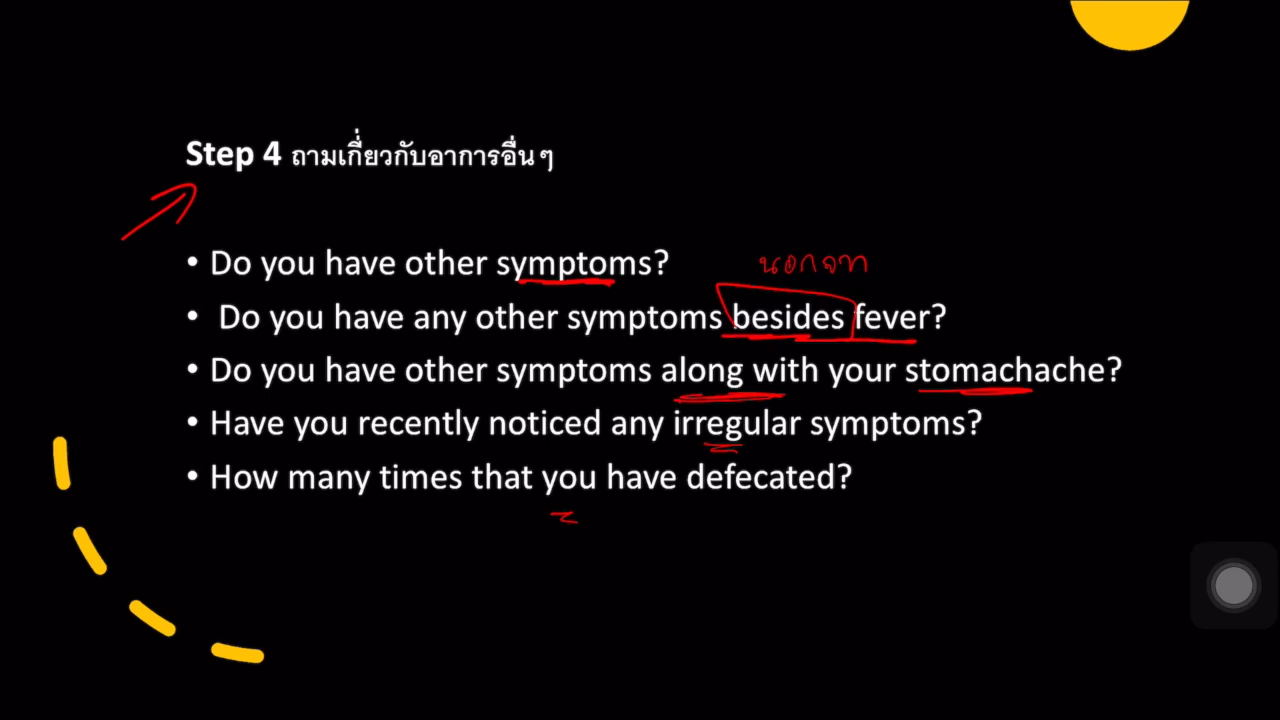 Step 4 ถามเกี่ยวกับอาการอื่นๆ
• Do you have other symptoms?
นอกจาก
• Do you have any other symptoms besides fever?
• Do you have other symptoms along with your stomachache?
• Have you recently noticed any irregular symptoms?
• How many times that you have defecated?